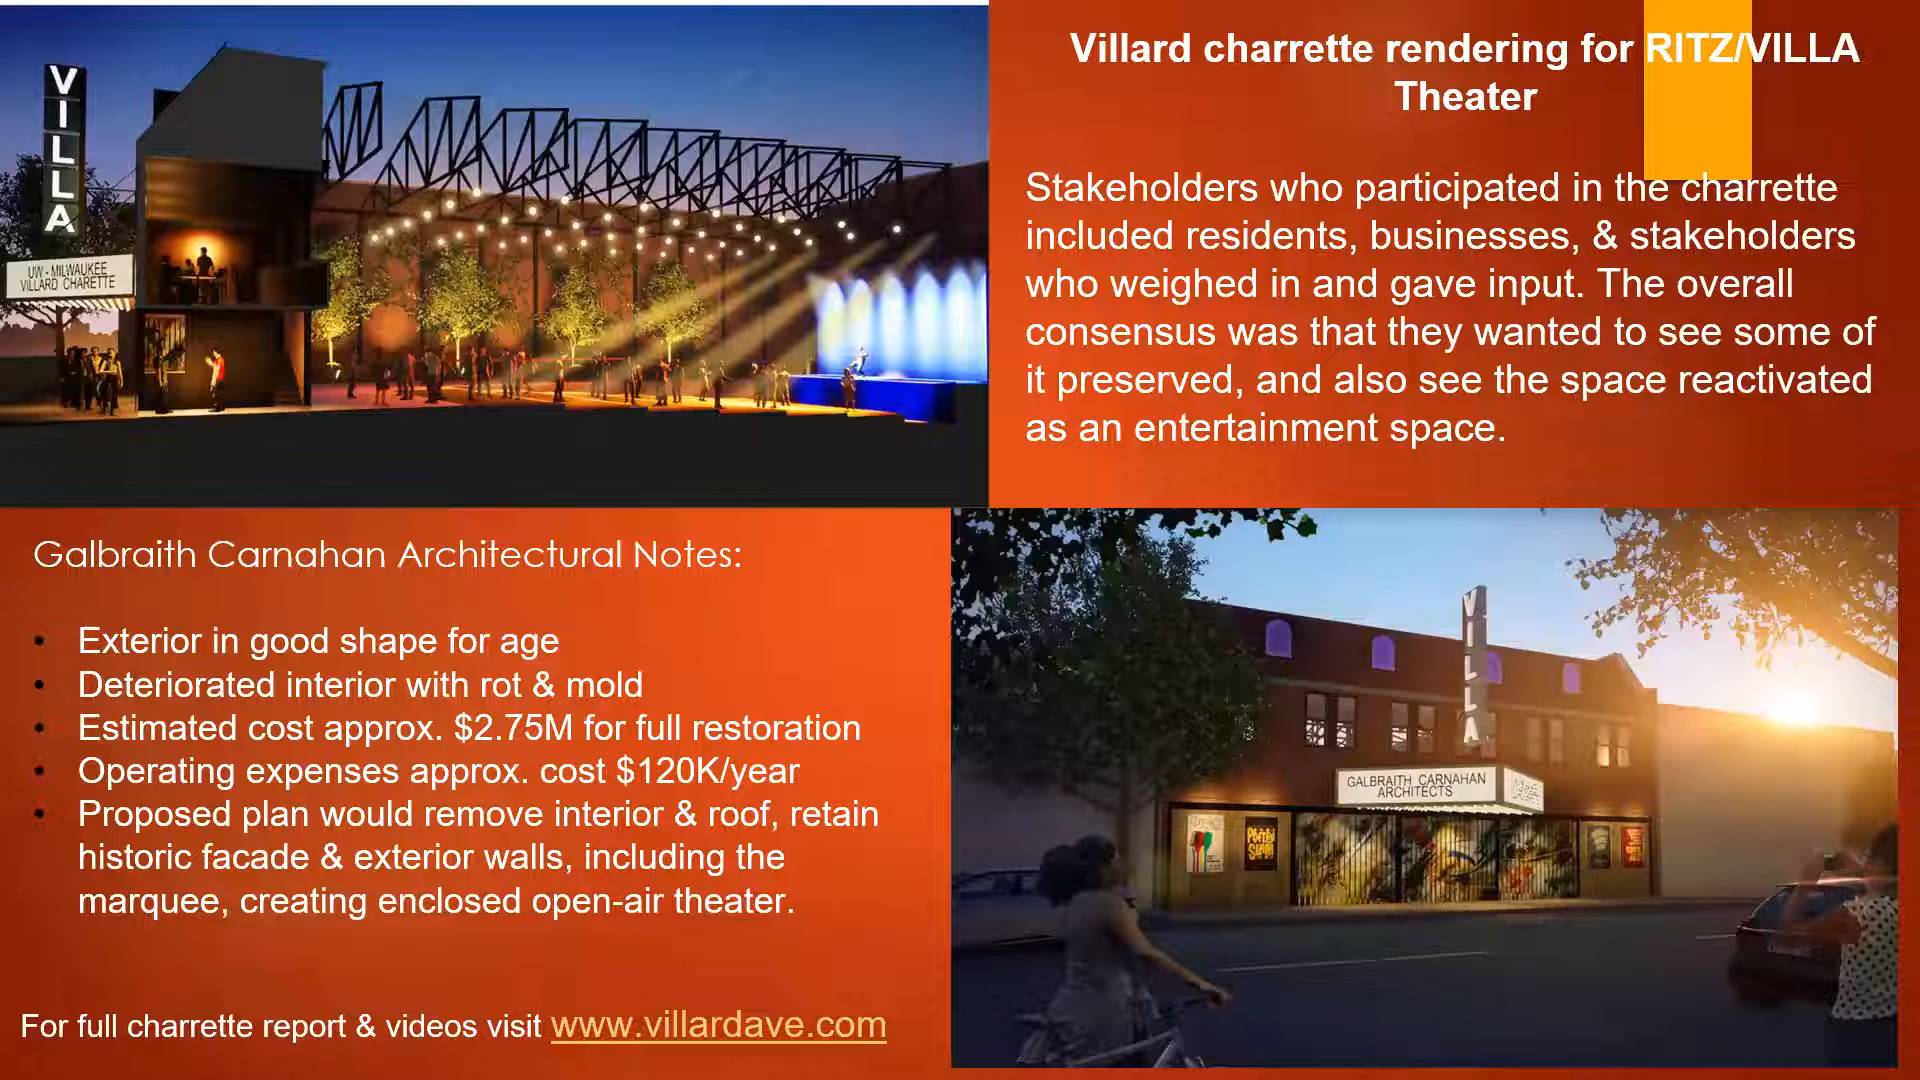 Villard charrette rendering for RITZ/VILLA
Theater
VILLA
UW - MILWAUKEE
VILLARD CHARETTE
Stakeholders who participated in the charrette
included residents, businesses, & stakeholders
who weighed in and gave input. The overall
consensus was that they wanted to see some of
it preserved, and also see the space reactivated
as an entertainment space.
Galbraith Carnahan Architectural Notes:
• Exterior in good shape for age
• Deteriorated interior with rot & mold
• Estimated cost approx. $2.75M for full restoration
• Operating expenses approx. cost $120K/year
• Proposed plan would remove interior & roof, retain
historic facade & exterior walls, including the
marquee, creating enclosed open-air theater.
For full charrette report & videos visit www.villardave.com
VILLA
GALBRAITH CARNAHAN
ARCHITECTS
POETRY
SLAM